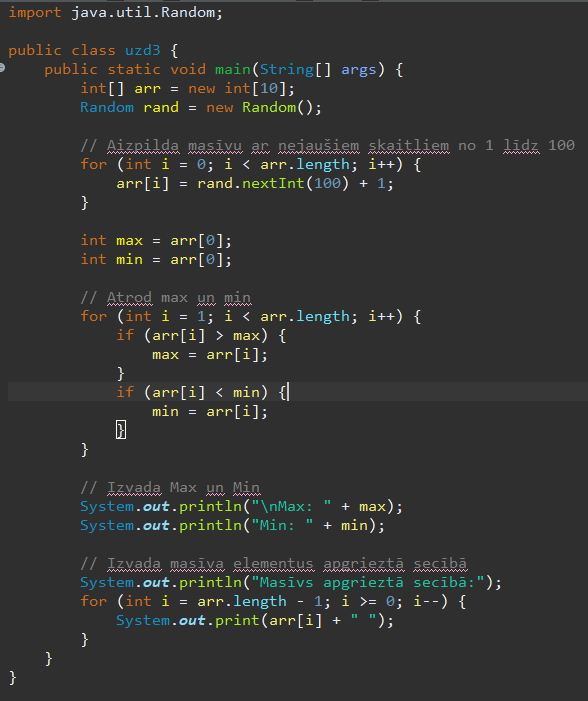 import java.util.Random;
public class uzd3 {
    public static void main(String[] args) {
        int[] arr = new int[10];
        Random rand = new Random();
        // Aizpilda masīvu ar nejaušiem skaitliem no 1 līdz 100
        for (int i = 0; i < arr.length; i++) {
            arr[i] = rand.nextInt(100) + 1;
        }
        int max = arr[0];
        int min = arr[0];
        // Atrod max un min
        for (int i = 1; i < arr.length; i++) {
            if (arr[i] > max) {
                max = arr[i];
            }
            if (arr[i] < min) {
                min = arr[i];
            }
        }
        // Izvada Max un Min
        System.out.println("\nMax: " + max);
        System.out.println("Min: " + min);
        // Izvada masīva elementus apgrieztā secībā
        System.out.println("Masīvs apgrieztā secībā:");
        for (int i = arr.length - 1; i >= 0; i--) {
            System.out.print(arr[i] + " ");
        }
    }
}